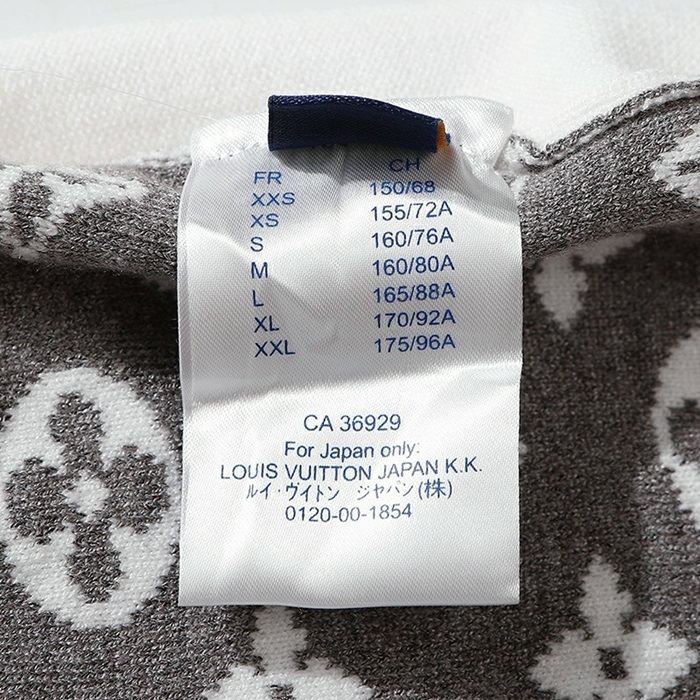 FR CH
XXS 150/68
XS 155/72A
S 160/76A
M 160/80A
L 165/88A
XL 170/92A
XXL 175/96A
CA 36929
For Japan only:
LOUIS VUITTON JAPAN K.K.
ルイ・ヴィトン ジャパン(株)
0120-00-1854